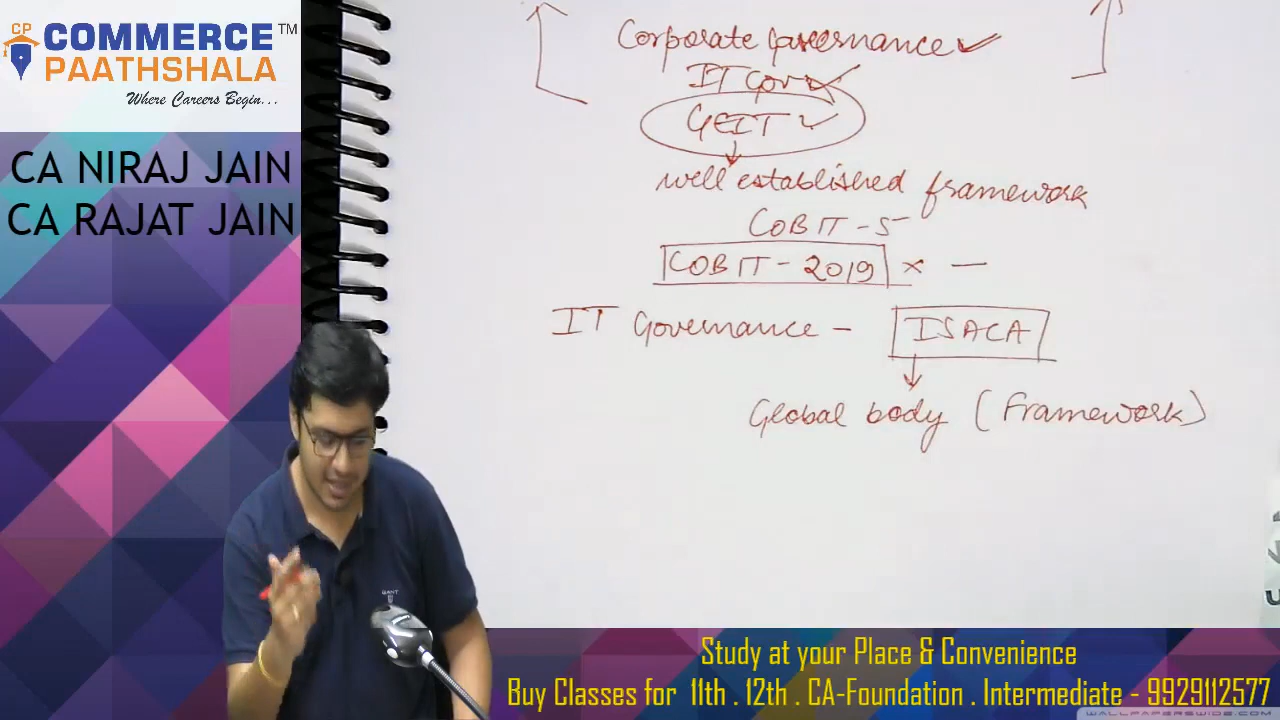 CP
COMMERCE™
PAATHSHALA
Where Careers Begin...
CA NIRAJ JAIN
CA RAJAT JAIN
Corporate Governance ✓
IT Gov
GEIT ✓
well established framework
COBIT - 5
COBIT - 2019 × —
IT Governance - ISACA
Global body (Framework)
GANT
Study at your Place & Convenience
Buy Classes for 11th . 12th . CA-Foundation . Intermediate - 9929112577